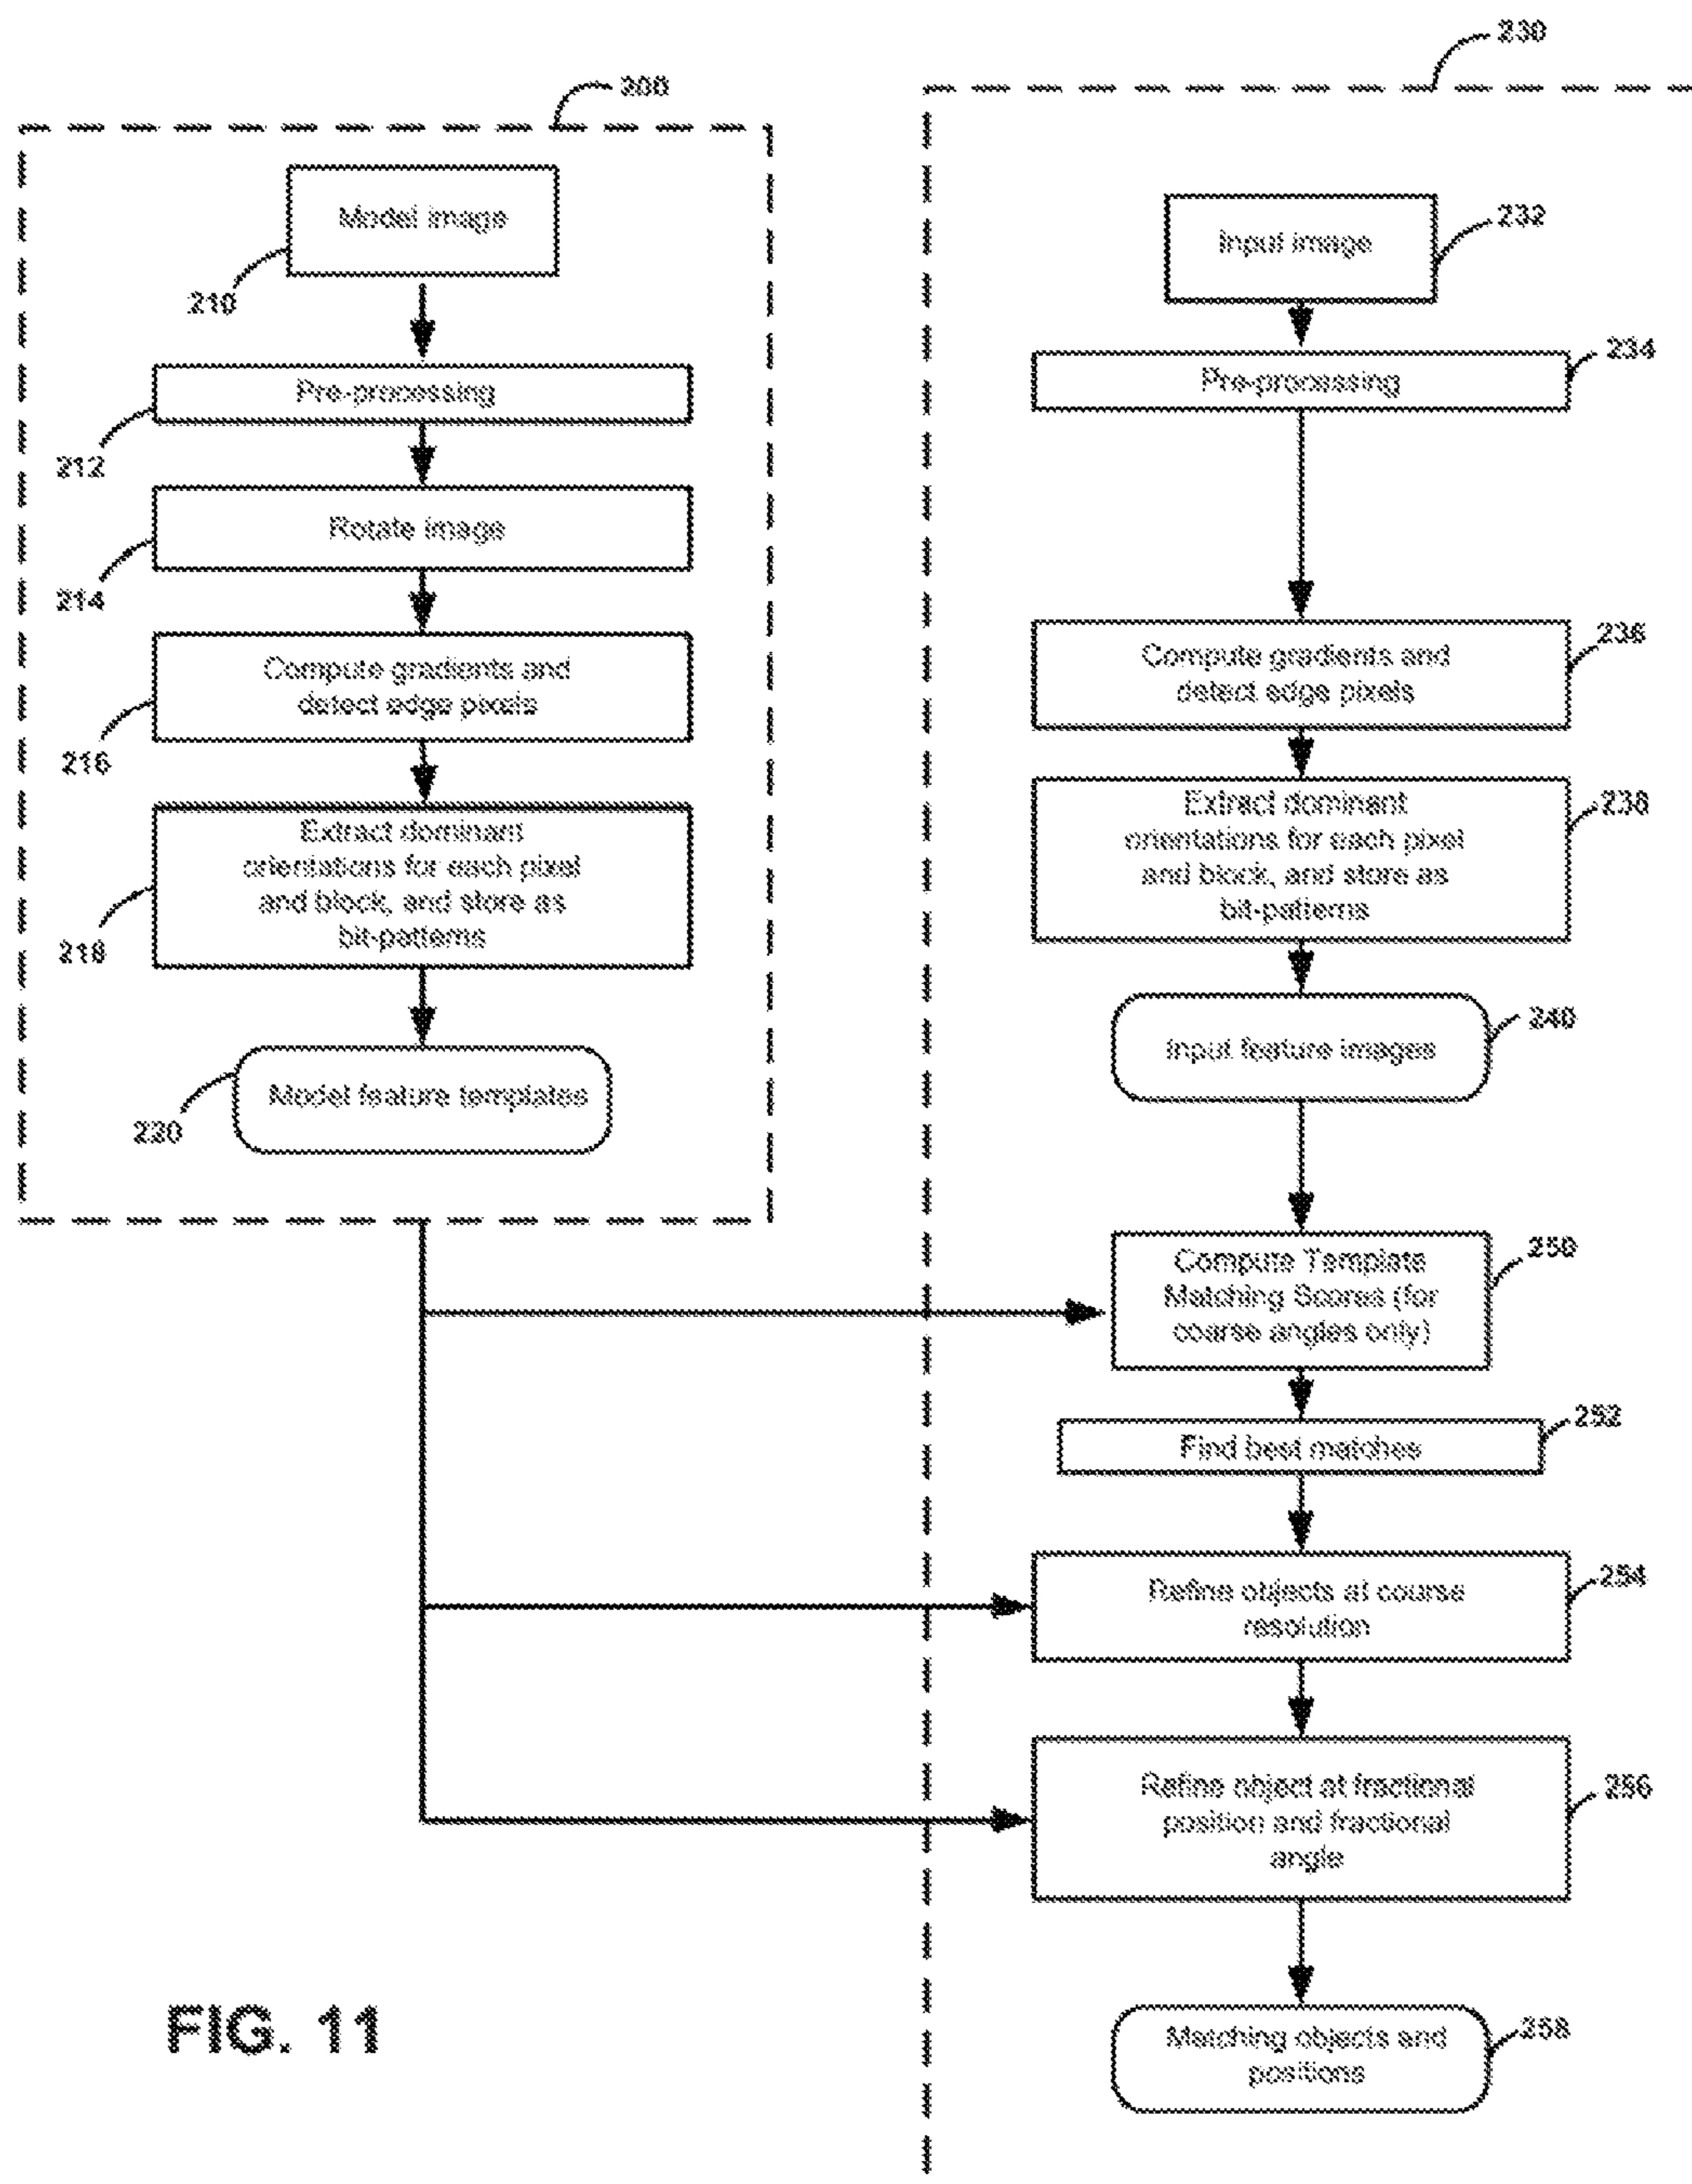 200
Model image
210
Pre-processing
212
Rotate image
214
Compute gradients and
detect edge pixels
216
Extract dominant
orientations for each pixel
and block, and store as
bit-patterns
218
Model feature templates
220
230
Input image
232
Pre-processing
234
Compute gradients and
detect edge pixels
236
Extract dominant
orientations for each pixel
and block, and store as
bit-patterns
238
Input feature images
240
Compute Template
Matching Scores (for
coarse angles only)
250
Find best matches
252
Refine objects at course
resolution
254
Refine object at fractional
position and fractional
angle
256
Matching objects and
positions
258
FIG. 11